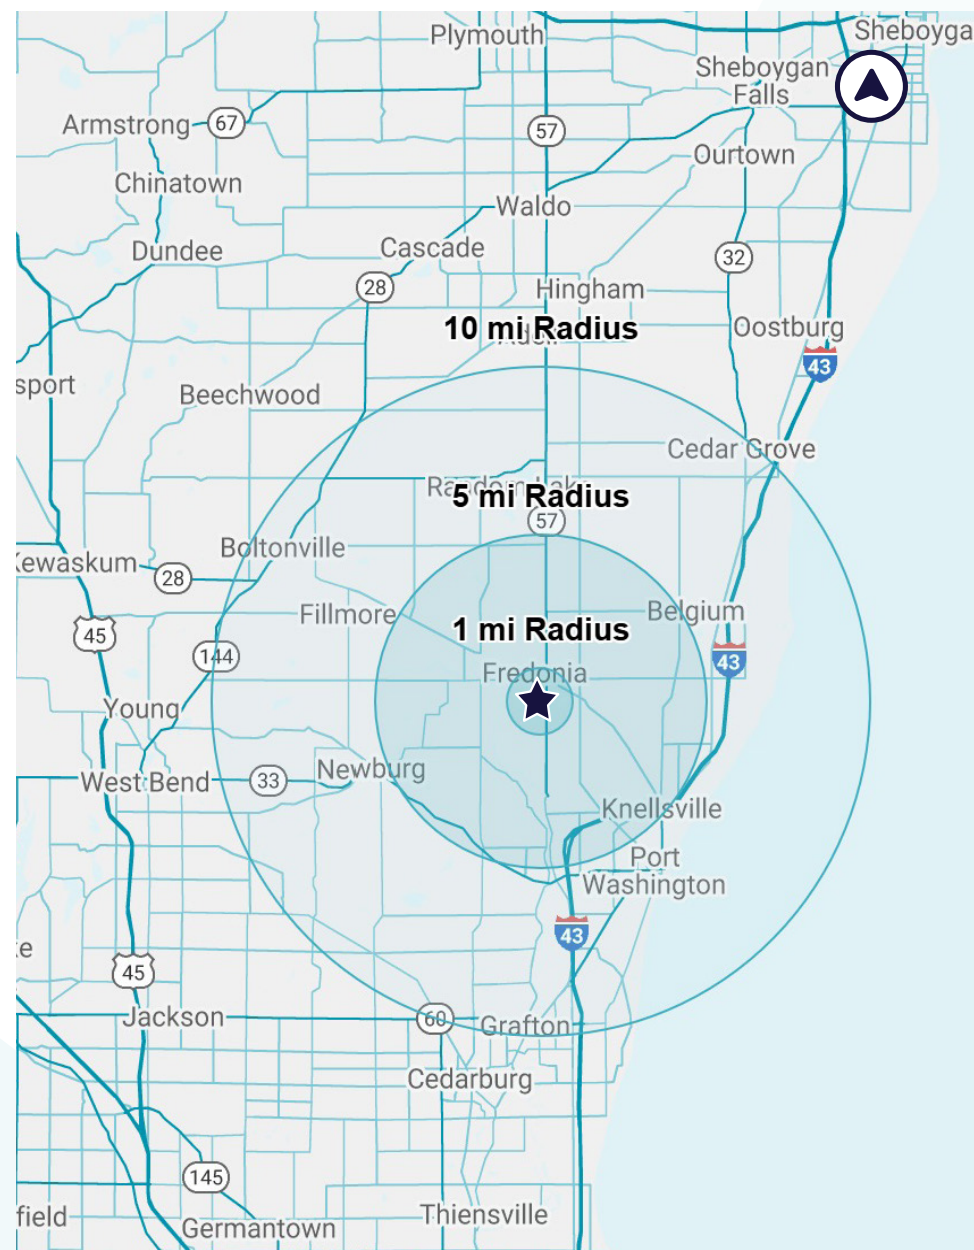 Plymouth
Sheboyga
Sheboygan
Falls
67
Armstrong
57
Ourtown
Chinatown
Waldo
Dundee
Cascade
32
28
Hingham
10 mi Radius
Oostburg
43
sport
Beechwood
Cedar Grove
5 mi Radius
57
Boltonville
Kewaskum
28
Fillmore
Belgium
1 mi Radius
45
144
43
Fredonia
Young
Newburg
West Bend
33
Knellsville
Port
Washington
43
45
Jackson
60
Grafton
Cedarburg
145
field
Thiensville
Germantown